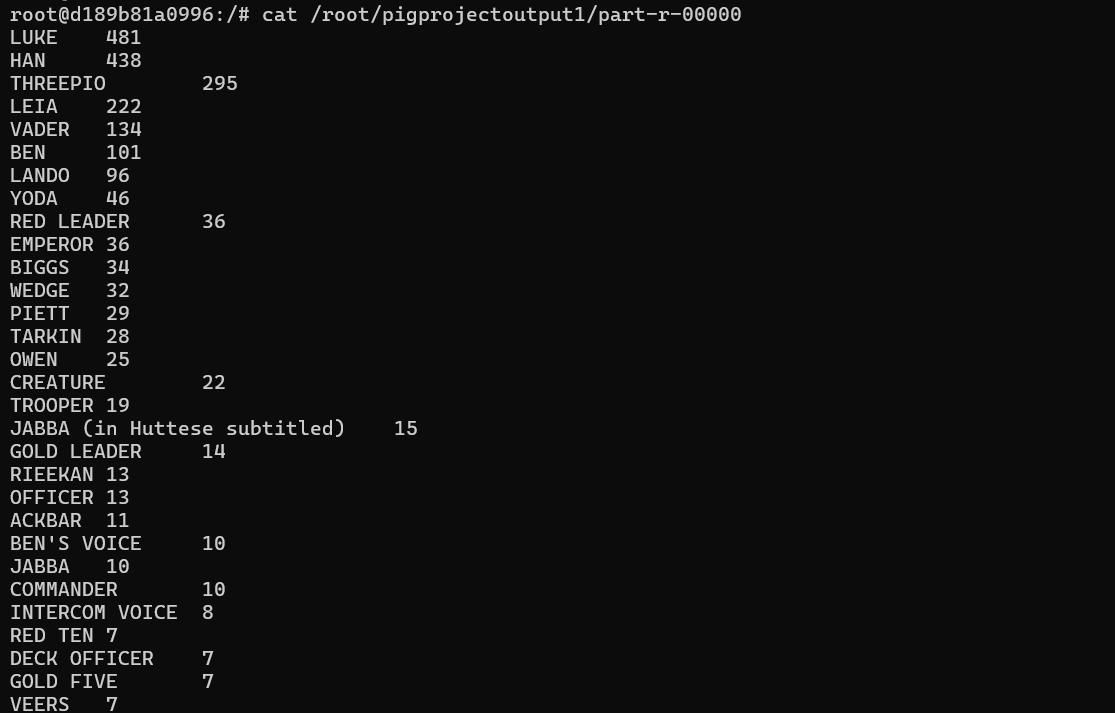 root@d189b81a0996:/# cat /root/pigprojectoutput1/part-r-00000
LUKE    481
HAN     438
THREEPIO        295
LEIA    222
VADER   134
BEN     101
LANDO   96
YODA    46
RED LEADER      36
EMPEROR 36
BIGGS   34
WEDGE   32
PIETT   29
TARKIN  28
OWEN    25
CREATURE        22
TROOPER 19
JABBA (in Huttese subtitled)    15
GOLD LEADER     14
RIEEKAN 13
OFFICER 13
ACKBAR  11
BEN'S VOICE     10
JABBA   10
COMMANDER       10
INTERCOM VOICE  8
RED TEN 7
DECK OFFICER    7
GOLD FIVE       7
VEERS   7